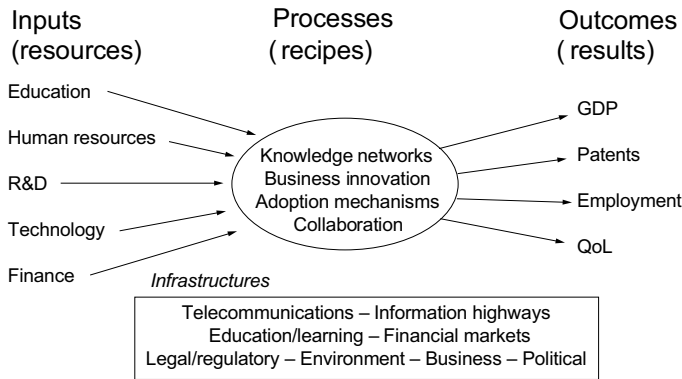 Inputs
(resources)
Processes
( recipes)
Outcomes
( results)
Education
Human resources
R&D
Technology
Finance
Knowledge networks
Business innovation
Adoption mechanisms
Collaboration
GDP
Patents
Employment
QoL
Infrastructures
Telecommunications – Information highways
Education/learning – Financial markets
Legal/regulatory – Environment – Business – Political